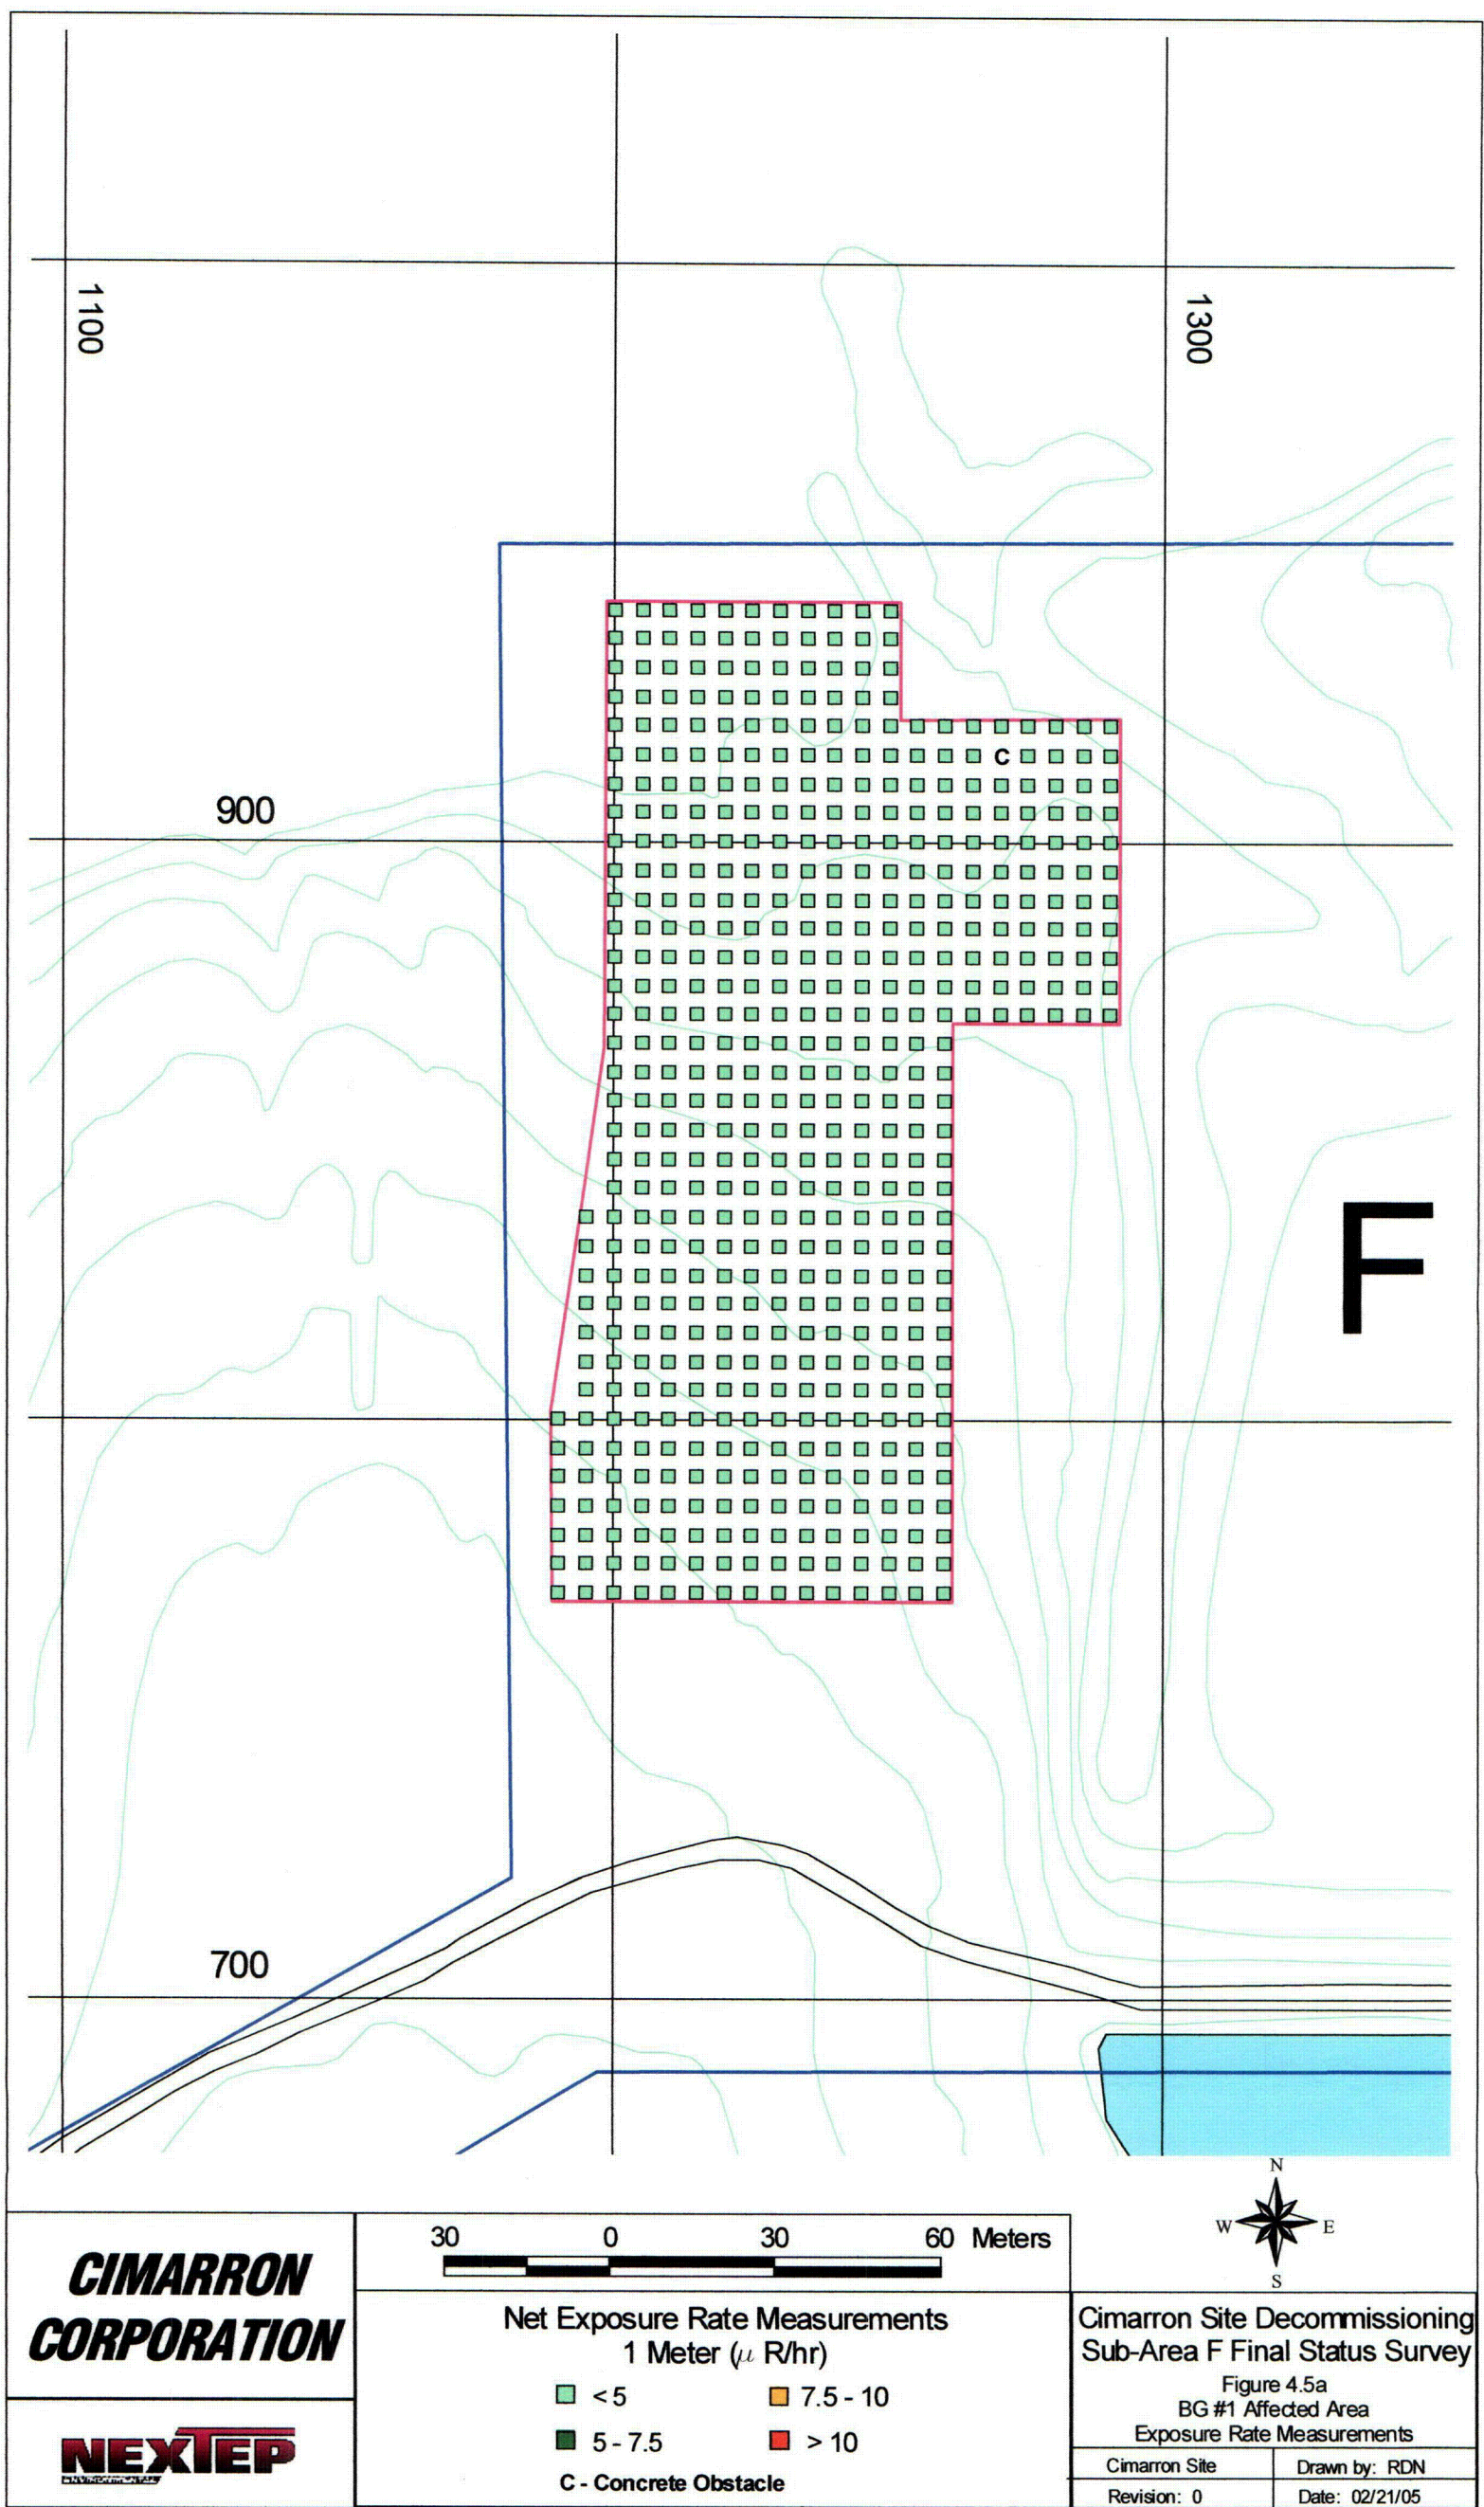 1100
1300
C
900
F
700
N
W E
S
CIMARRON
CORPORATION
30 0 30 60 Meters
Net Exposure Rate Measurements
1 Meter (μ R/hr)
< 5
7.5 - 10
5 - 7.5
> 10
C - Concrete Obstacle
NEXTEP
ENVIRONMENTAL
Cimarron Site Decommissioning
Sub-Area F Final Status Survey
Figure 4.5a
BG #1 Affected Area
Exposure Rate Measurements
Cimarron Site
Drawn by: RDN
Revision: 0
Date: 02/21/05